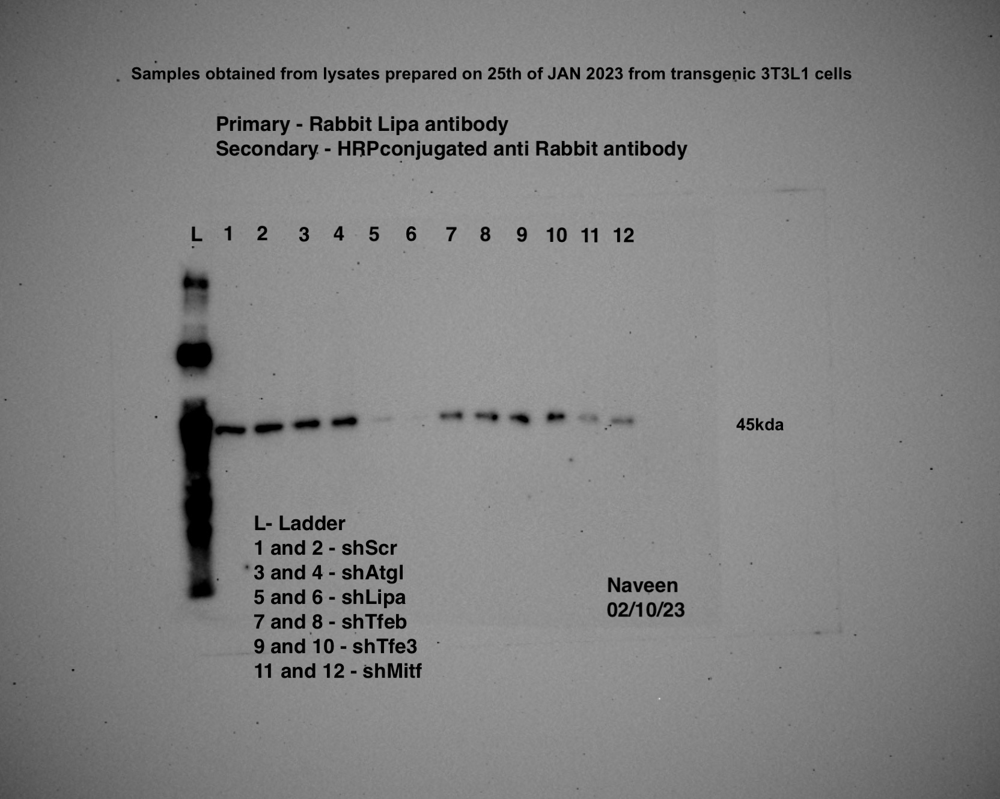 Samples obtained from lysates prepared on 25th of JAN 2023 from transgenic 3T3L1 cells
Primary - Rabbit Lipa antibody
Secondary - HRPconjugated anti Rabbit antibody
L 1 2 3 4 5 6 7 8 9 10 11 12
45kda
L- Ladder
1 and 2 - shScr
3 and 4 - shAtgl
5 and 6 - shLipa
7 and 8 - shTfeb
9 and 10 - shTfe3
11 and 12 - shMitf
Naveen
02/10/23